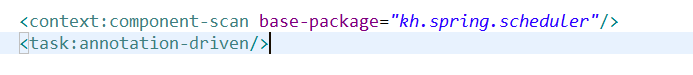 <context:component-scan base-package="kh.spring.scheduler"/>
<task:annotation-driven/>